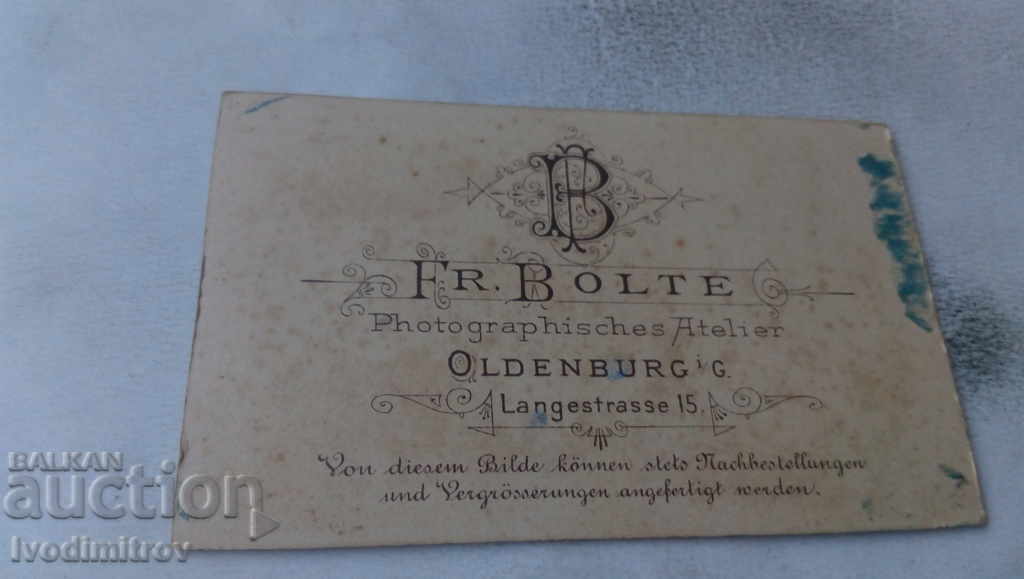 FB
FR. BOLTE
Photographisches Atelier
OLDENBURG i/G.
Langestrasse 15.
Von diesem Bilde können stets Nachbestellungen
und Vergrösserungen angefertigt werden.
BALKAN
auction
Ivodimitrov